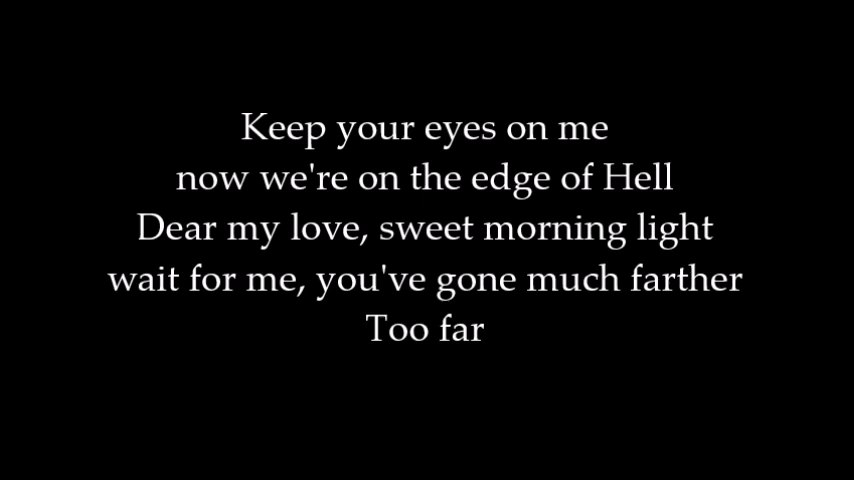 Keep your eyes on me
now we're on the edge of Hell
Dear my love, sweet morning light
wait for me, you've gone much farther
Too far